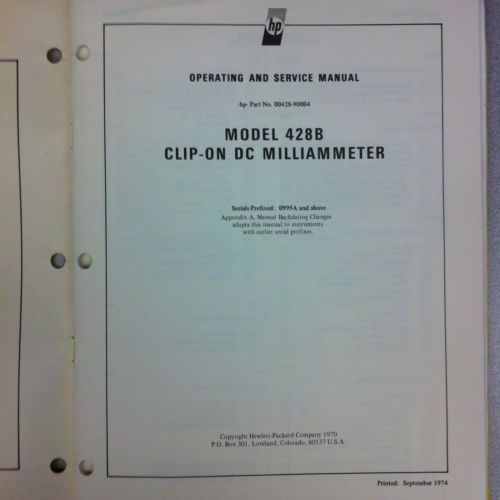 hp
OPERATING AND SERVICE MANUAL
-hp- Part No. 00428-90004
MODEL 428B
CLIP-ON DC MILLIAMMETER
Serials Prefixed: 0995A and above
Appendix A, Manual Backdating Changes
adapts this manual to instruments
with earlier serial prefixes.
Copyright Hewlett-Packard Company 1970
P.O. Box 301, Loveland, Colorado, 80537 U.S.A.
Printed: September 1974